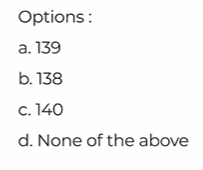 Options :
a. 139
b. 138
c. 140
d. None of the above